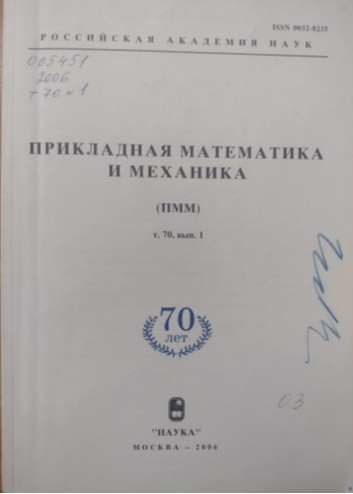 ISSN 0032-8235
РОССИЙСКАЯ АКАДЕМИЯ НАУК
005451
2006
т 70 н 1
ПРИКЛАДНАЯ МАТЕМАТИКА
И МЕХАНИКА
(ПММ)
т. 70, вып. 1
70
лет
03
"НАУКА"
МОСКВА – 2006